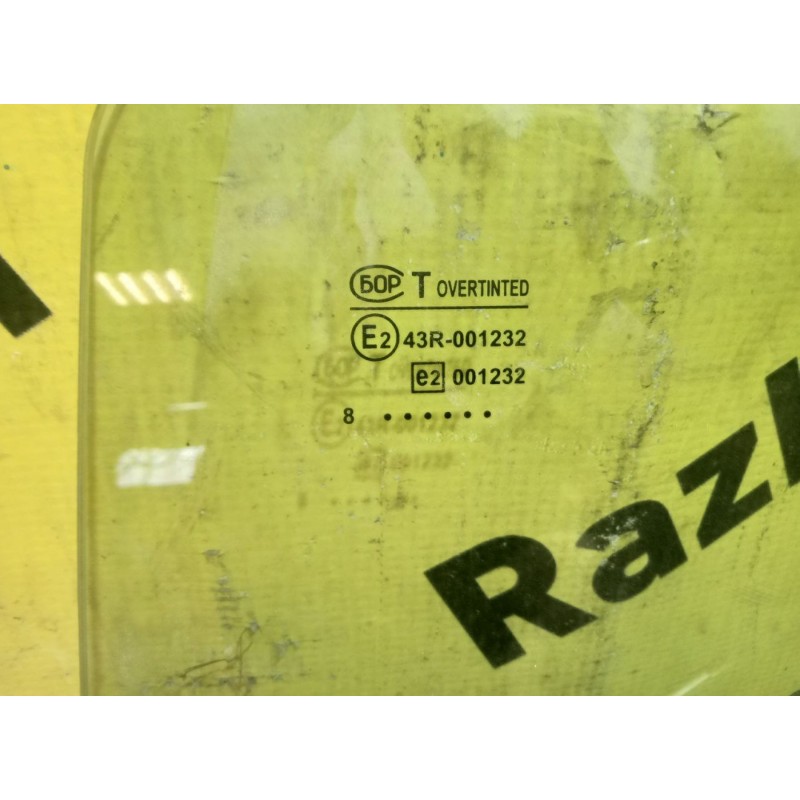 БОР T OVERTINTED
E2 43R-001232
e2 001232
8 . . . . . .
Raz